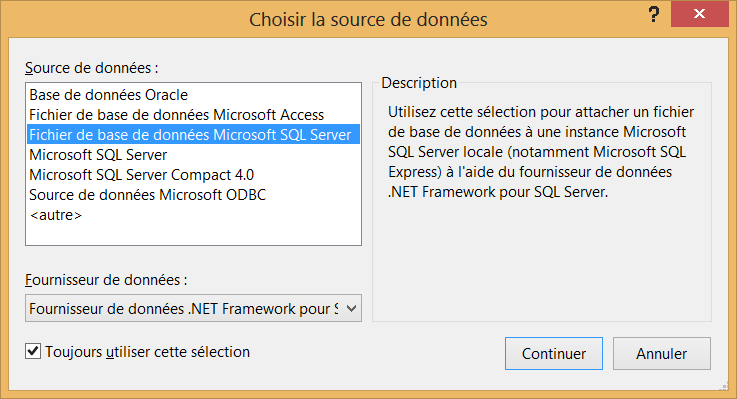 Choisir la source de données
?
Source de données :
Base de données Oracle
Fichier de base de données Microsoft Access
Fichier de base de données Microsoft SQL Server
Microsoft SQL Server
Microsoft SQL Server Compact 4.0
Source de données Microsoft ODBC
<autre>
Description
Utilisez cette sélection pour attacher un fichier
de base de données à une instance Microsoft
SQL Server locale (notamment Microsoft SQL
Express) à l'aide du fournisseur de données
.NET Framework pour SQL Server.
Fournisseur de données :
Fournisseur de données .NET Framework pour S
Toujours utiliser cette sélection
Continuer
Annuler